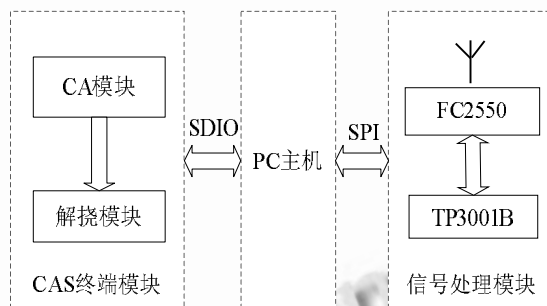 CA模块
解挠模块
CAS终端模块
SDIO
PC主机
SPI
FC2550
TP3001B
信号处理模块